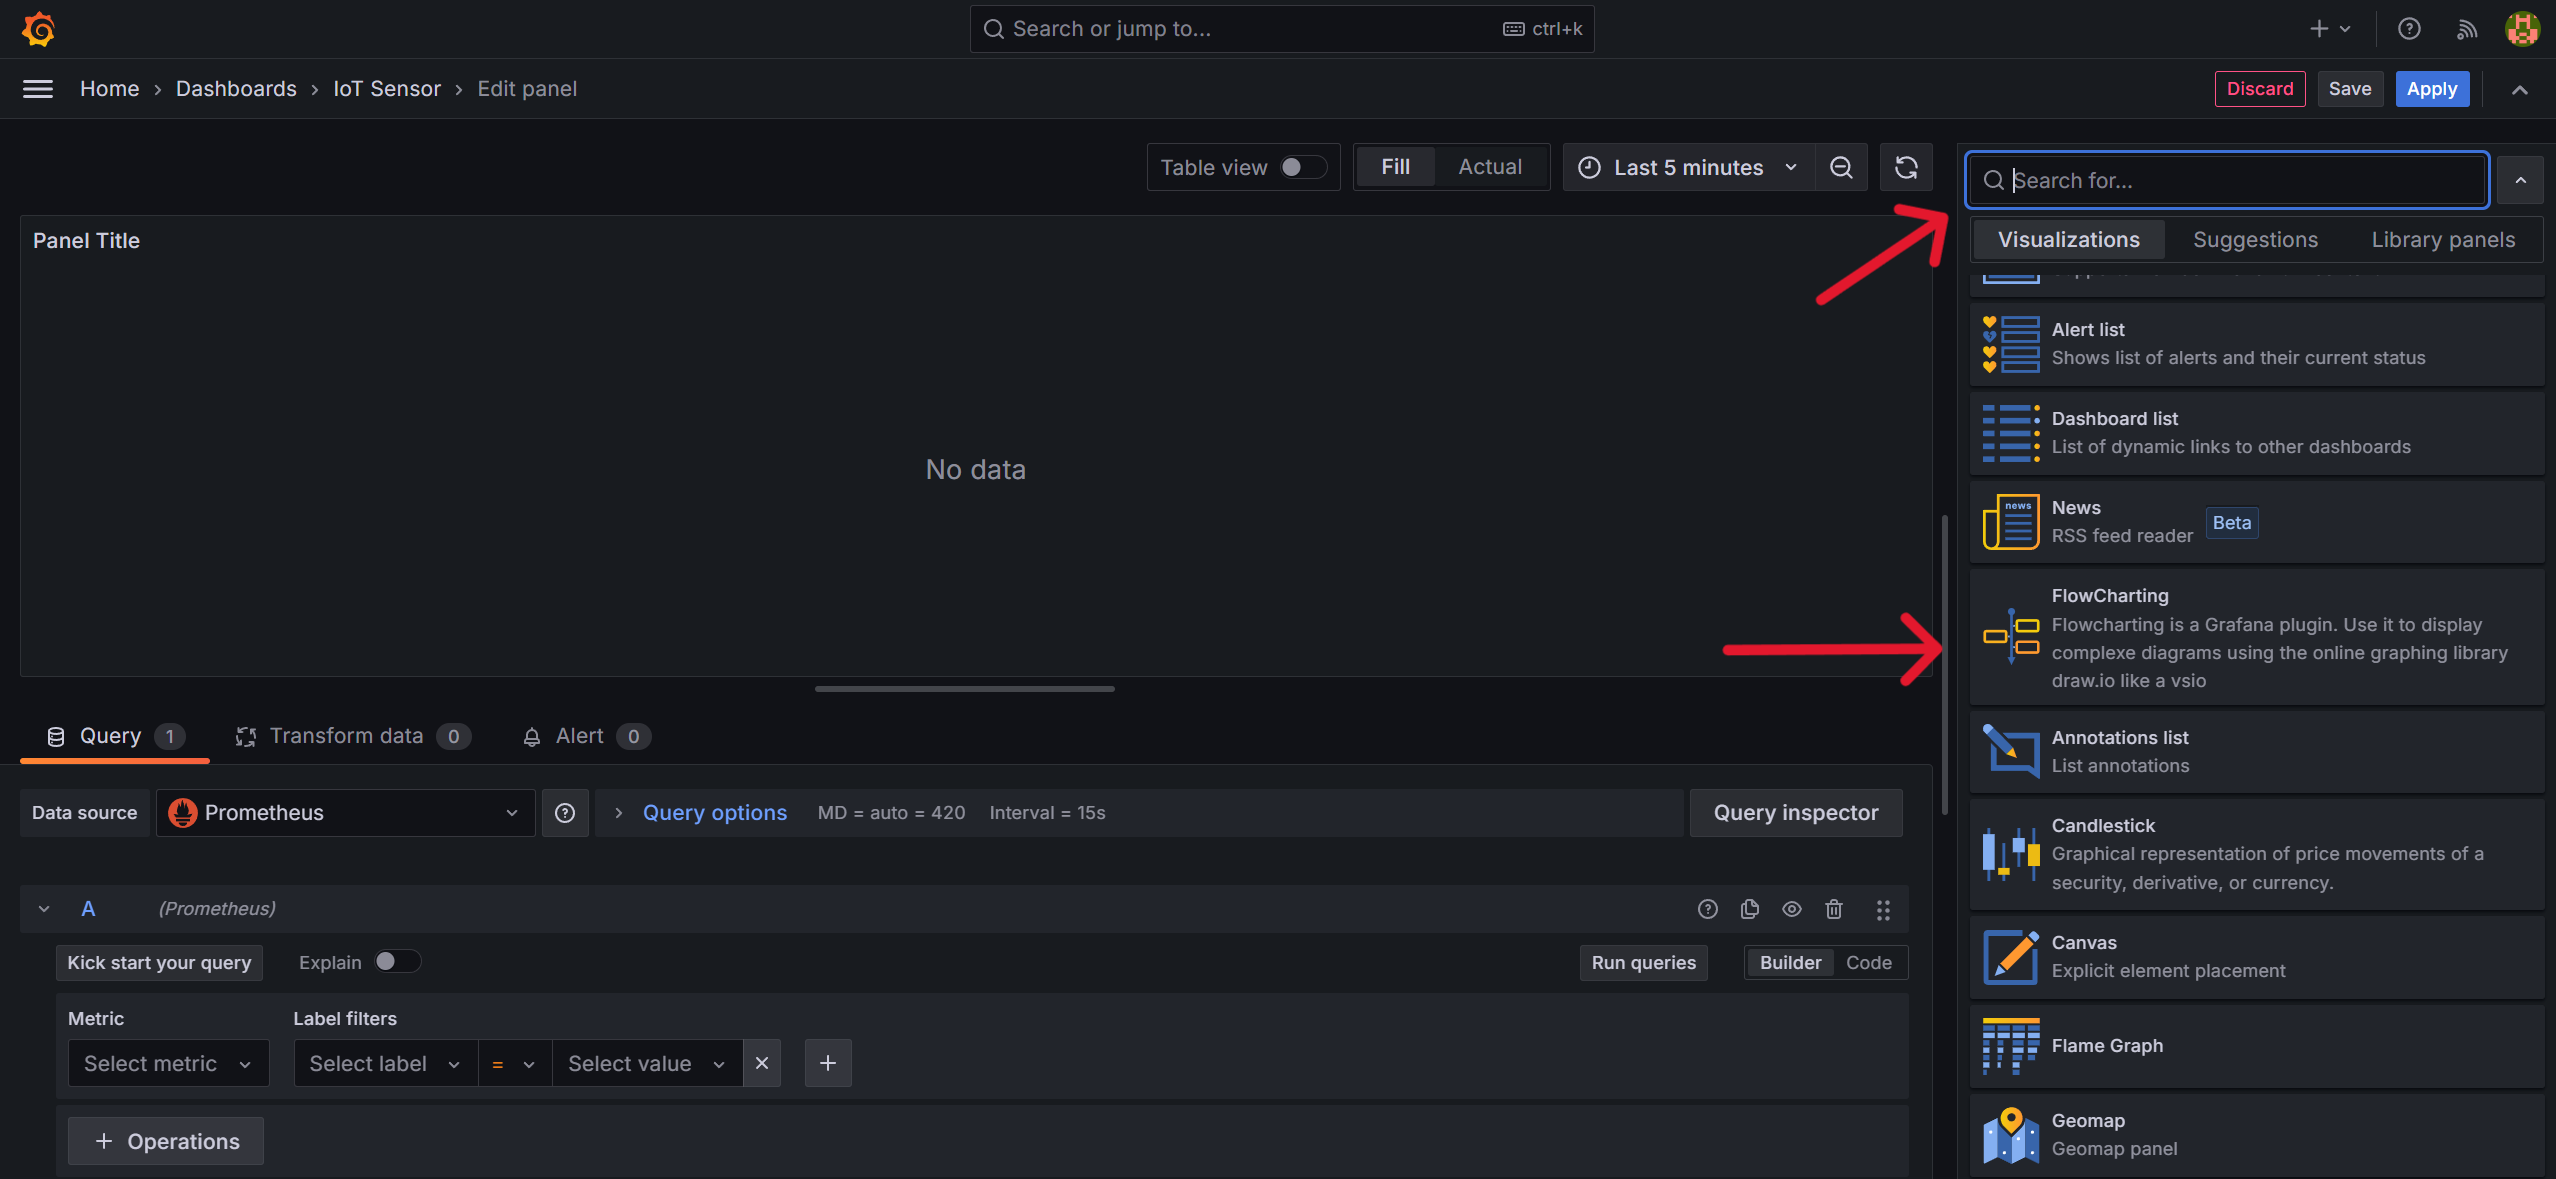 Search or jump to...
ctrl+k
Home › Dashboards › IoT Sensor › Edit panel
Discard
Save
Apply
Table view
Fill
Actual
Last 5 minutes
Panel Title
No data
Query 1
Transform data 0
Alert 0
Data source
Prometheus
Query options
MD = auto = 420
Interval = 15s
Query inspector
A
(Prometheus)
Kick start your query
Explain
Run queries
Builder
Code
Metric
Label filters
Select metric
Select label
=
Select value
+ Operations
Search for...
Visualizations
Suggestions
Library panels
Alert list
Shows list of alerts and their current status
Dashboard list
List of dynamic links to other dashboards
news
News
RSS feed reader
Beta
FlowCharting
Flowcharting is a Grafana plugin. Use it to display
complexe diagrams using the online graphing library
draw.io like a vsio
Annotations list
List annotations
Candlestick
Graphical representation of price movements of a
security, derivative, or currency.
Canvas
Explicit element placement
Flame Graph
Geomap
Geomap panel